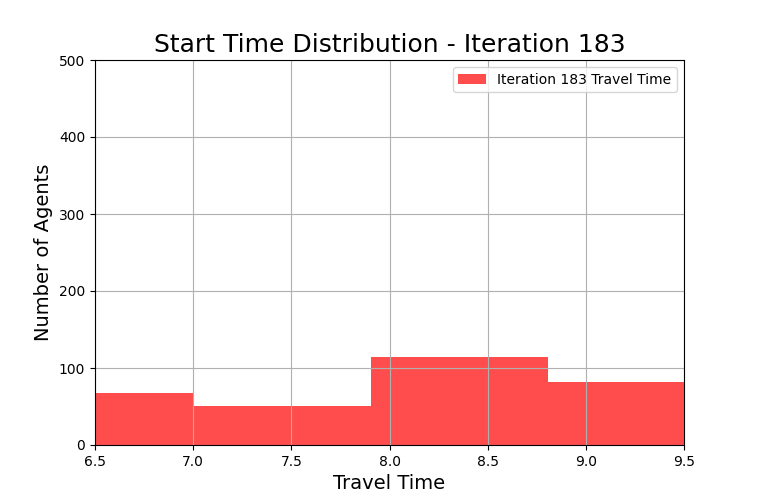 Start Time Distribution - Iteration 183
Iteration 183 Travel Time
Number of Agents
500
400
300
200
100
0
6.5 7.0 7.5 8.0 8.5 9.0 9.5
Travel Time